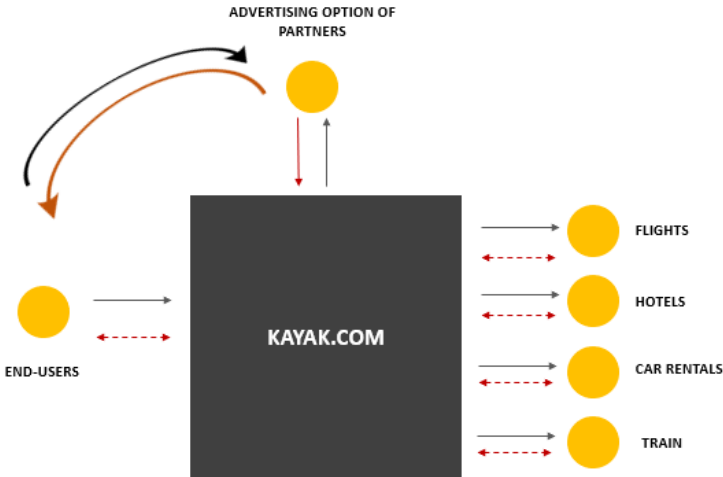 ADVERTISING OPTION OF
PARTNERS
FLIGHTS
HOTELS
KAYAK.COM
END-USERS
CAR RENTALS
TRAIN